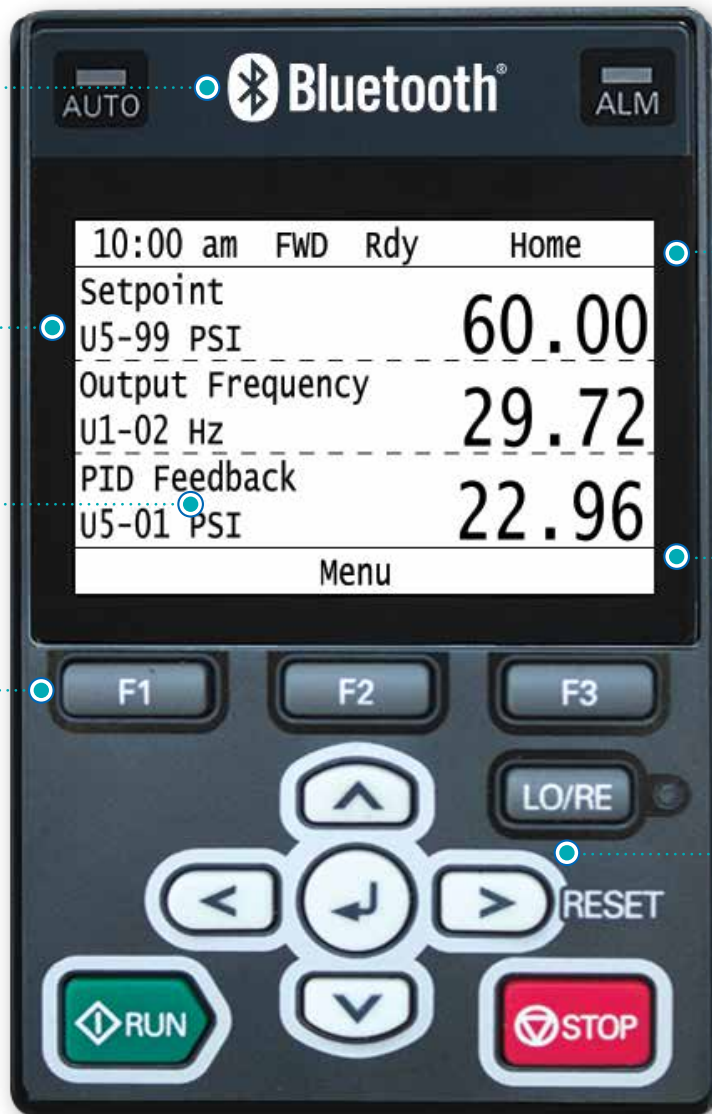 AUTO
Bluetooth®
ALM
10:00 am FWD Rdy Home
Setpoint
U5-99 PSI
60.00
Output Frequency
U1-02 Hz
29.72
PID Feedback
U5-01 PSI
22.96
Menu
F1 F2 F3
LO/RE
RESET
RUN
STOP